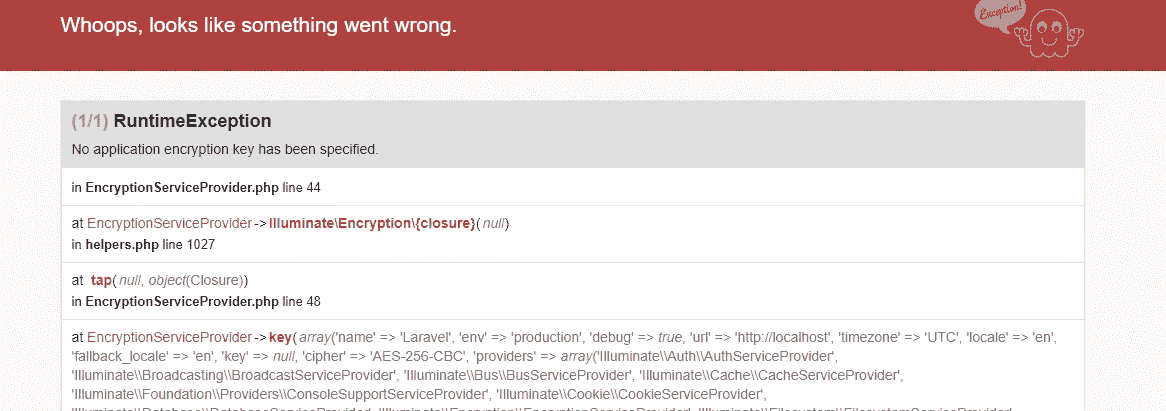 Whoops, looks like something went wrong.
Exception!
(1/1) RuntimeException
No application encryption key has been specified.
in EncryptionServiceProvider.php line 44
at EncryptionServiceProvider->Illuminate\Encryption\{closure}(null)
in helpers.php line 1027
at tap(null, object(Closure))
in EncryptionServiceProvider.php line 48
at EncryptionServiceProvider->key(array('name' => 'Laravel', 'env' => 'production', 'debug' => true, 'url' => 'http://localhost', 'timezone' => 'UTC', 'locale' => 'en',
'fallback_locale' => 'en', 'key' => null, 'cipher' => 'AES-256-CBC', 'providers' => array('Illuminate\\Auth\\AuthServiceProvider',
'Illuminate\\Broadcasting\\BroadcastServiceProvider', 'Illuminate\\Bus\\BusServiceProvider', 'Illuminate\\Cache\\CacheServiceProvider',
'Illuminate\\Foundation\\Providers\\ConsoleSupportServiceProvider', 'Illuminate\\Cookie\\CookieServiceProvider',